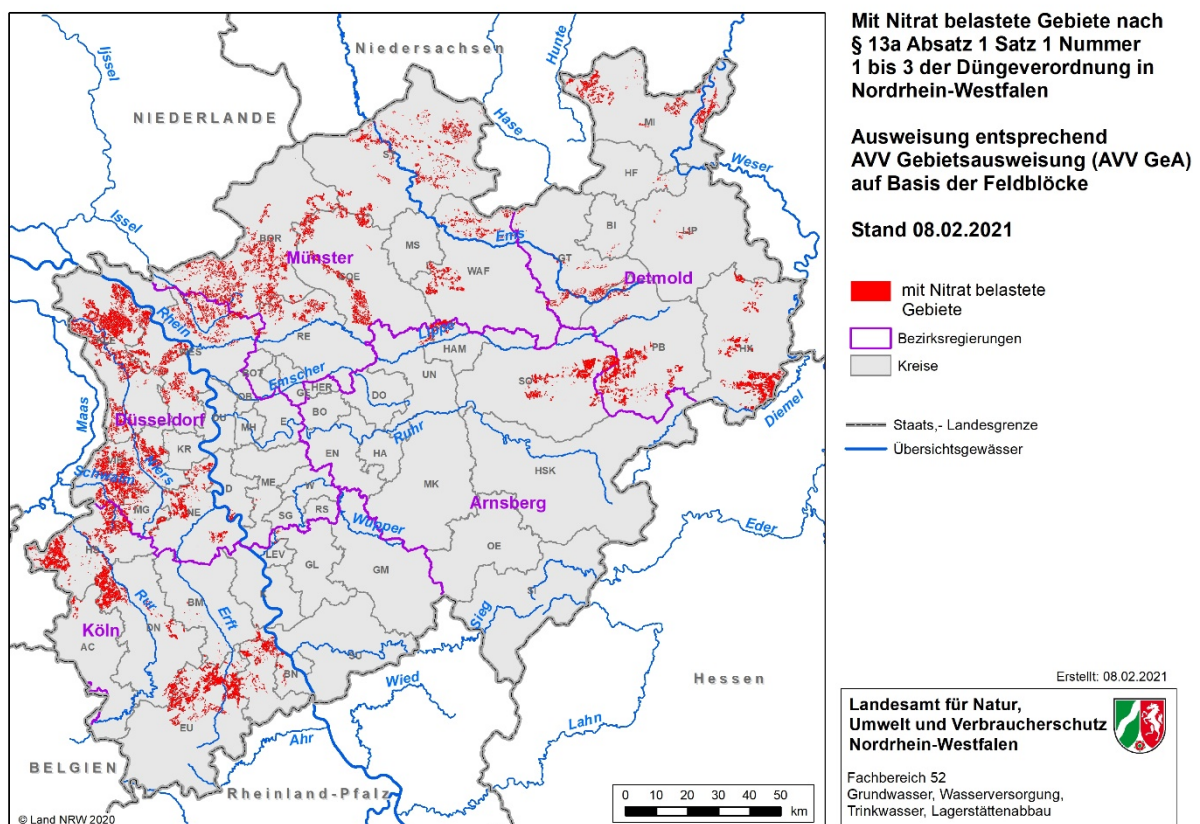 Mit Nitrat belastete Gebiete nach
§ 13a Absatz 1 Satz 1 Nummer
1 bis 3 der Düngeverordnung in
Nordrhein-Westfalen
Ausweisung entsprechend
AVV Gebietsausweisung (AVV GeA)
auf Basis der Feldblöcke
Stand 08.02.2021
mit Nitrat belastete
Gebiete
Bezirksregierungen
Kreise
Staats,- Landesgrenze
Übersichtsgewässer
Erstellt: 08.02.2021
Landesamt für Natur,
Umwelt und Verbraucherschutz
Nordrhein-Westfalen
Fachbereich 52
Grundwasser, Wasserversorgung,
Trinkwasser, Lagerstättenabbau
Ijssel
Niedersachsen
Hunte
NIEDERLANDE
Hase
MI
Weser
HF
Issel
BOR
MS
Ems
BI
LIP
Münster
WAF
GT
Detmold
COE
Rhein
RE
Lippe
HAM
PB
HX
Emscher
UN
SO
Diemel
BOT
HER
DO
Maas
Düsseldorf
MH
E
BO
Ruhr
KR
EN
HA
HSK
Niers
Schwalm
ME
W
MK
Arnsberg
MG
NE
D
SG
RS
Wupper
Eder
HS
LEV
OE
GL
GM
Rur
BM
Erft
SI
Sieg
Köln
DN
AC
BN
SU
Wied
Hessen
EU
Lahn
Ahr
BELGIEN
Rheinland-Pfalz
0 10 20 30 40 50
km
© Land NRW 2020